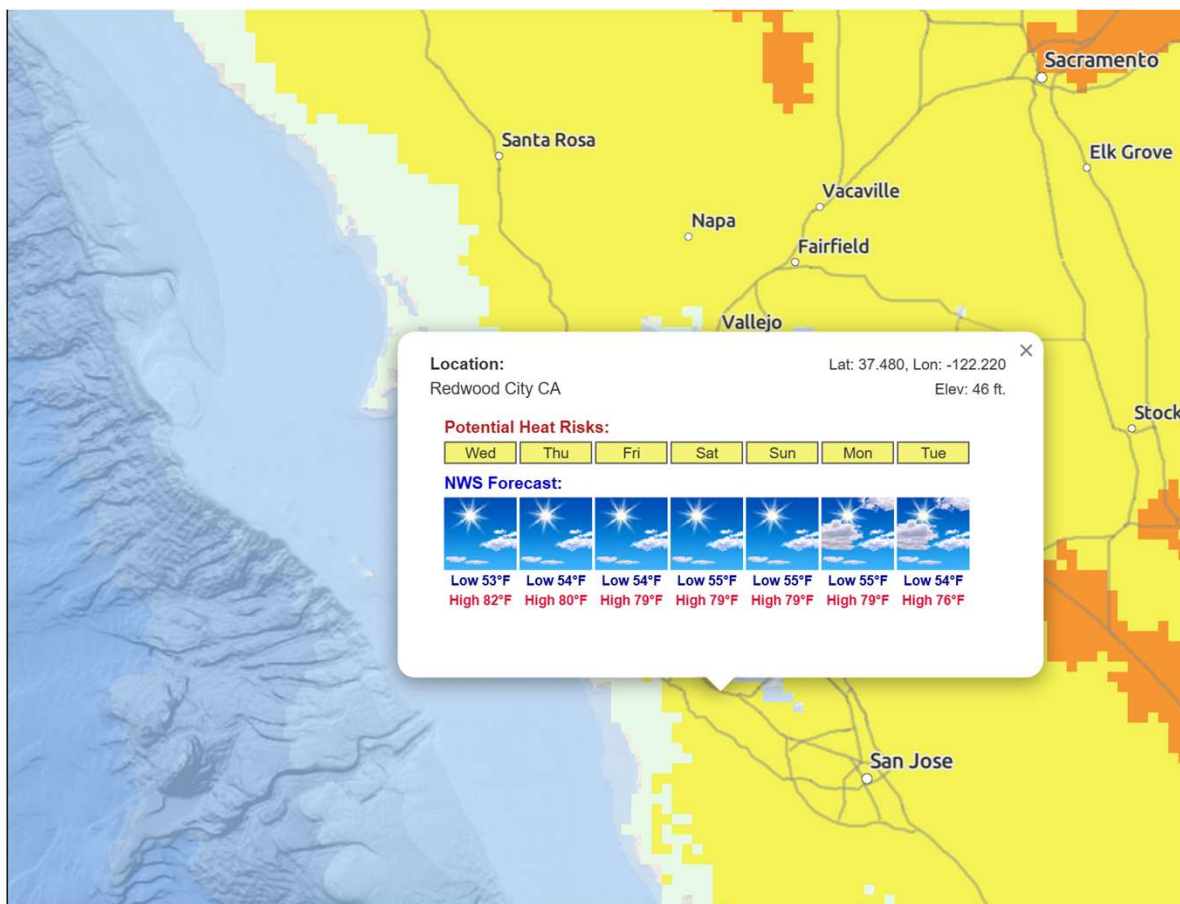 Sacramento
Santa Rosa
Elk Grove
Vacaville
Napa
Fairfield
Vallejo
×
Location:
Lat: 37.480, Lon: -122.220
Redwood City CA
Elev: 46 ft.
Stock
Potential Heat Risks:
Wed Thu Fri Sat Sun Mon Tue
NWS Forecast:
Low 53°F Low 54°F Low 54°F Low 55°F Low 55°F Low 55°F Low 54°F
High 82°F High 80°F High 79°F High 79°F High 79°F High 79°F High 76°F
San Jose